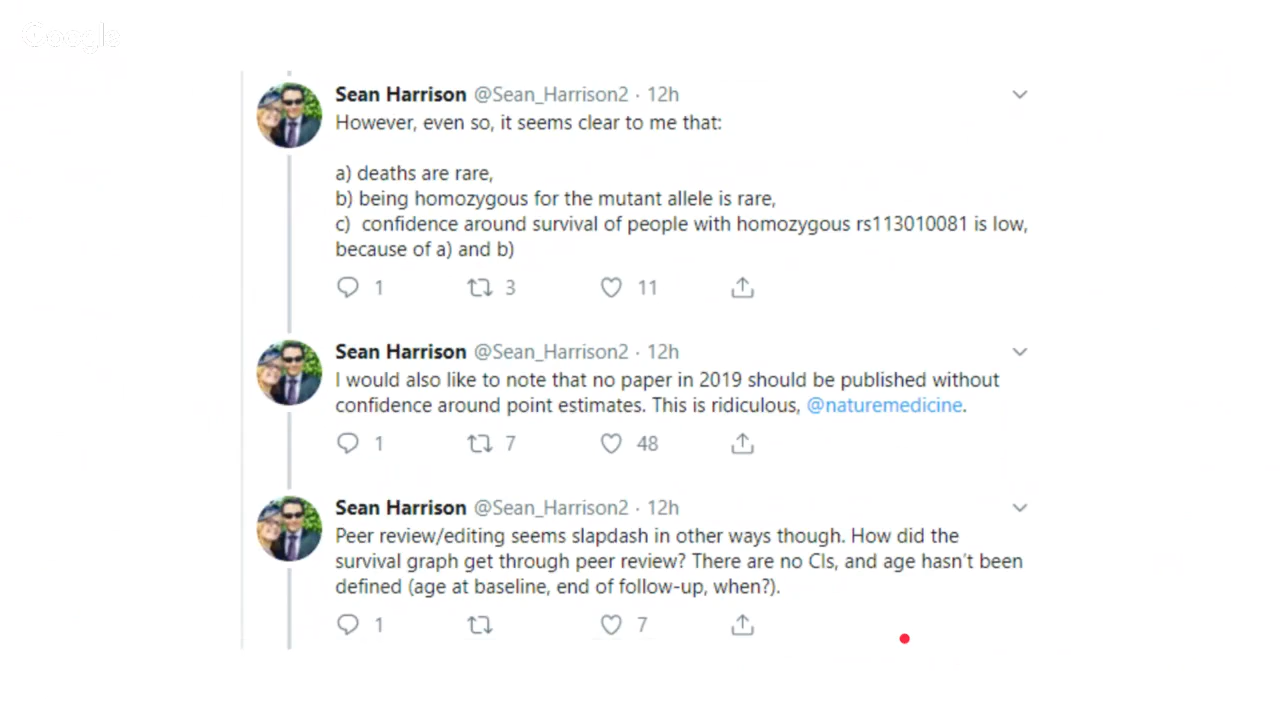 Google
Sean Harrison @Sean_Harrison2 · 12h
However, even so, it seems clear to me that:
a) deaths are rare,
b) being homozygous for the mutant allele is rare,
c)  confidence around survival of people with homozygous rs113010081 is low,
because of a) and b)
1 3 11
Sean Harrison @Sean_Harrison2 · 12h
I would also like to note that no paper in 2019 should be published without
confidence around point estimates. This is ridiculous, @naturemedicine.
1 7 48
Sean Harrison @Sean_Harrison2 · 12h
Peer review/editing seems slapdash in other ways though. How did the
survival graph get through peer review? There are no CIs, and age hasn't been
defined (age at baseline, end of follow-up, when?).
1 7